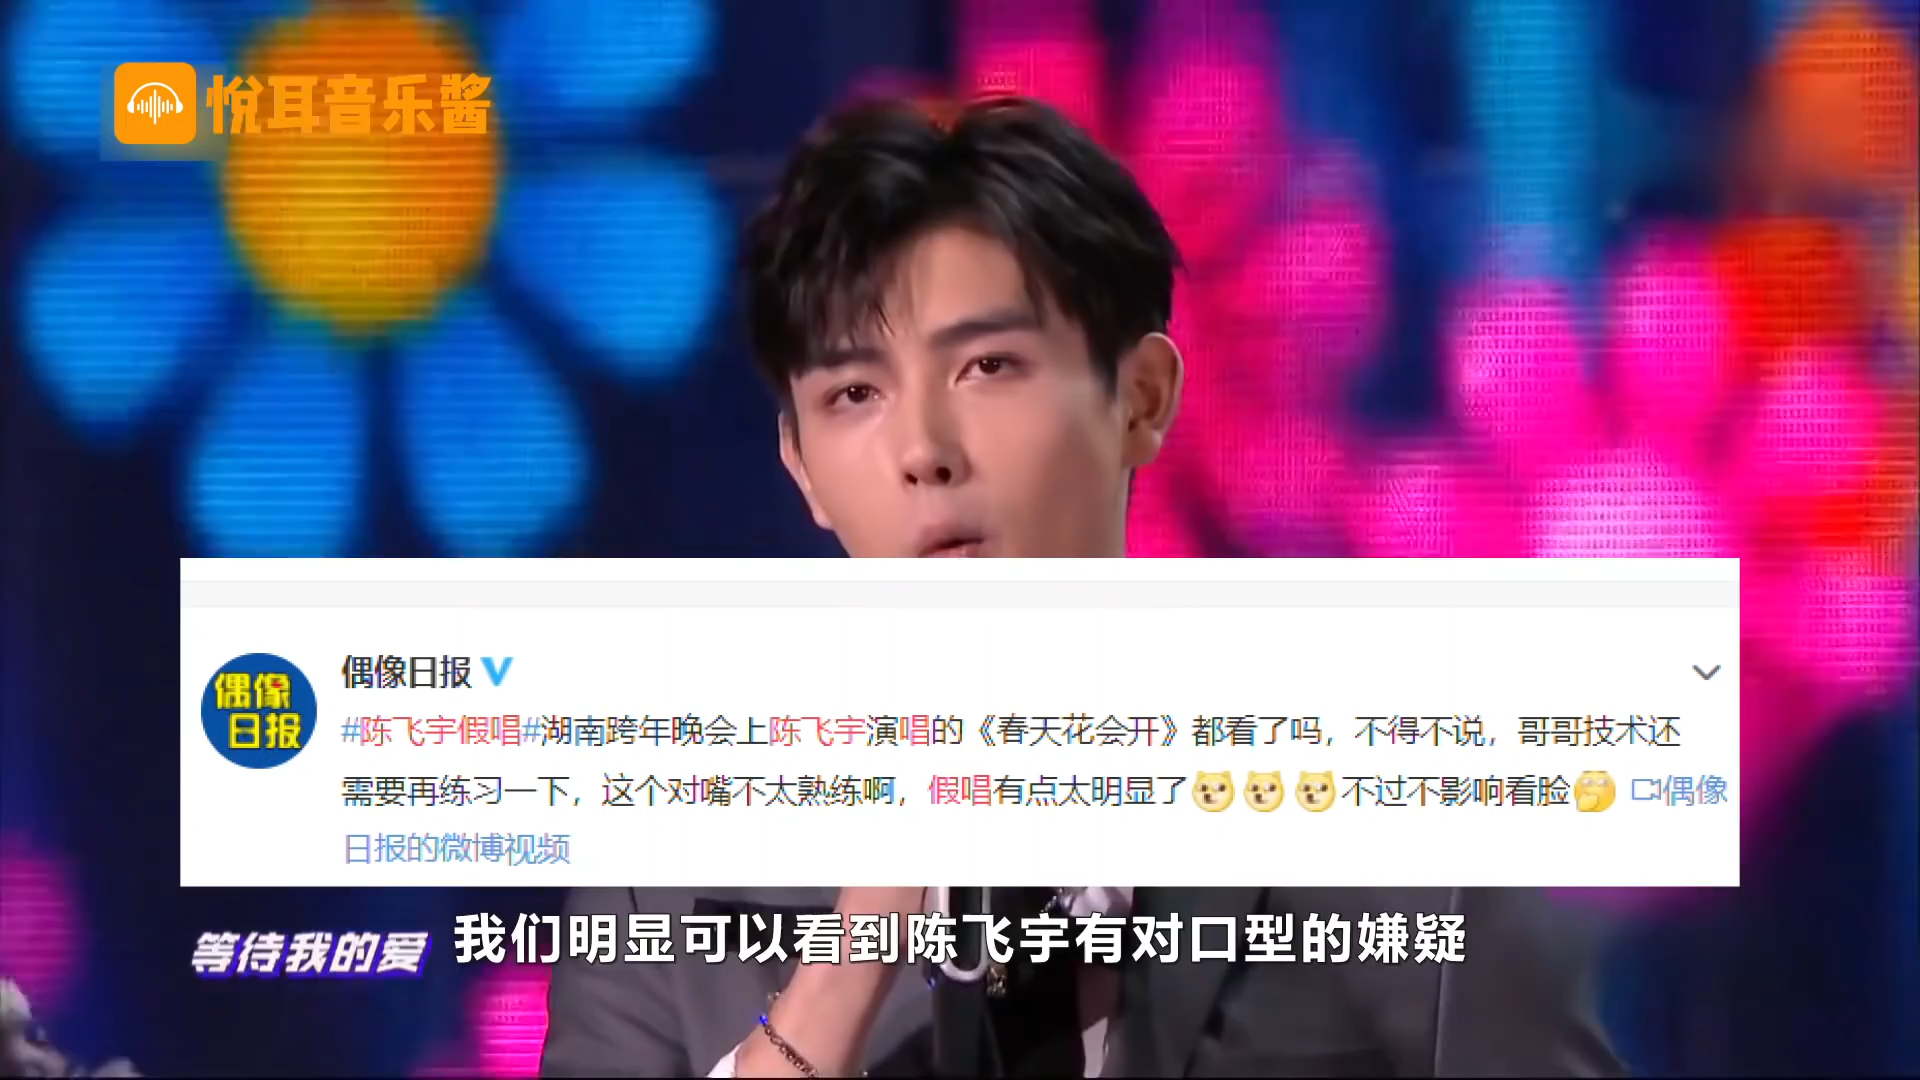 悦耳音乐酱
偶像
日报
偶像日报
#陈飞宇假唱#湖南跨年晚会上陈飞宇演唱的《春天花会开》都看了吗，不得不说，哥哥技术还
需要再练习一下，这个对嘴不太熟练啊，假唱有点太明显了 不过不影响看脸 偶像
日报的微博视频
等待我的爱
我们明显可以看到陈飞宇有对口型的嫌疑